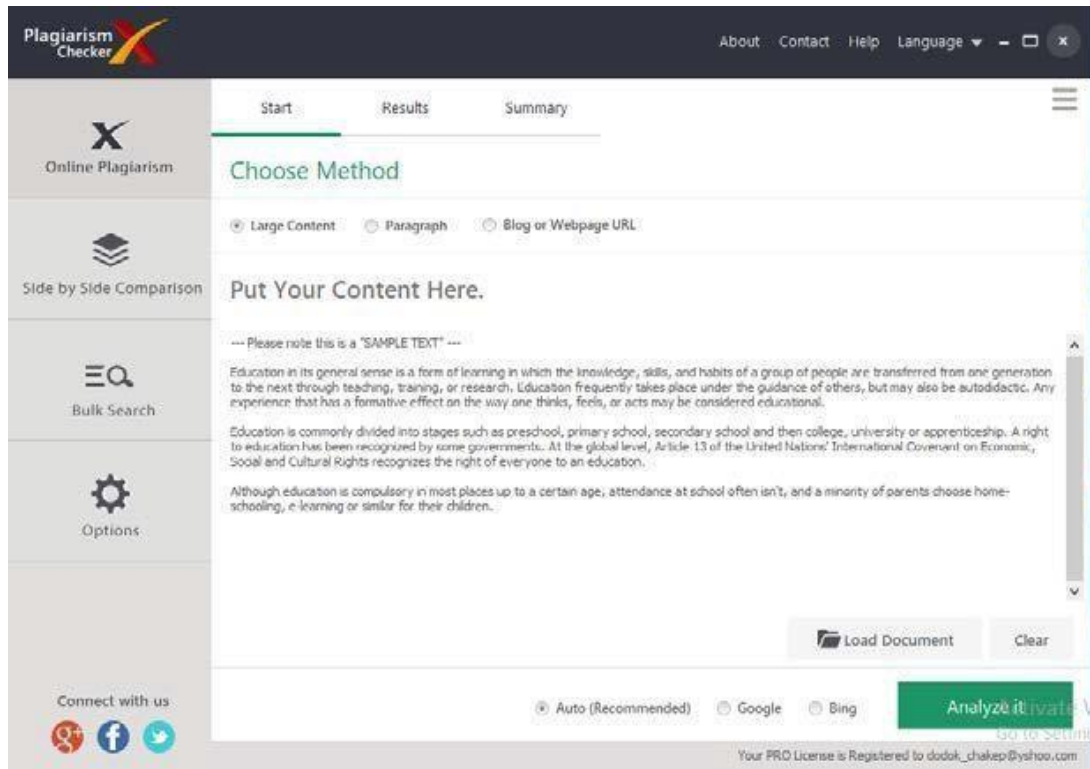 Plagiarism
Checker
About Contact Help Language
Start Results Summary
Online Plagiarism
Choose Method
Large Content Paragraph Blog or Webpage URL
Side by Side Comparison
Put Your Content Here.
--- Please note this is a "SAMPLE TEXT" ---
Education in its general sense is a form of learning in which the knowledge, skills, and habits of a group of people are transferred from one generation
to the next through teaching, training, or research. Education frequently takes place under the guidance of others, but may also be autodidactic. Any
experience that has a formative effect on the way one thinks, feels, or acts may be considered educational.
Bulk Search
Education is commonly divided into stages such as preschool, primary school, secondary school and then college, university or apprenticeship. A right
to education has been recognized by some governments. At the global level, Article 13 of the United Nations' International Covenant on Economic,
Social and Cultural Rights recognizes the right of everyone to an education.
Although education is compulsory in most places up to a certain age, attendance at school often isn't, and a minority of parents choose home-
schooling, e-learning or similar for their children.
Options
Load Document Clear
Connect with us
Auto (Recommended) Google Bing Analyze it
Go to Settin
Your PRO License is Registered to dodok_chakep@yshoo.com